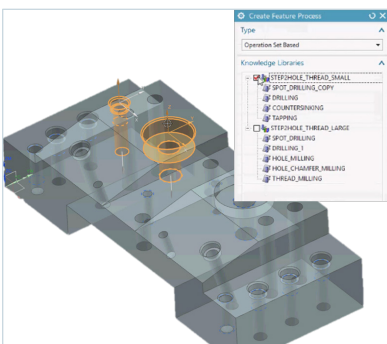 Create Feature Process
Type
Operation Set Based
Knowledge Libraries
STEP2HOLE_THREAD_SMALL
SPOT_DRILLING_COPY
DRILLING
COUNTERSINKING
TAPPING
STEP2HOLE_THREAD_LARGE
SPOT_DRILLING
DRILLING_1
HOLE_MILLING
HOLE_CHAMFER_MILLING
THREAD_MILLING